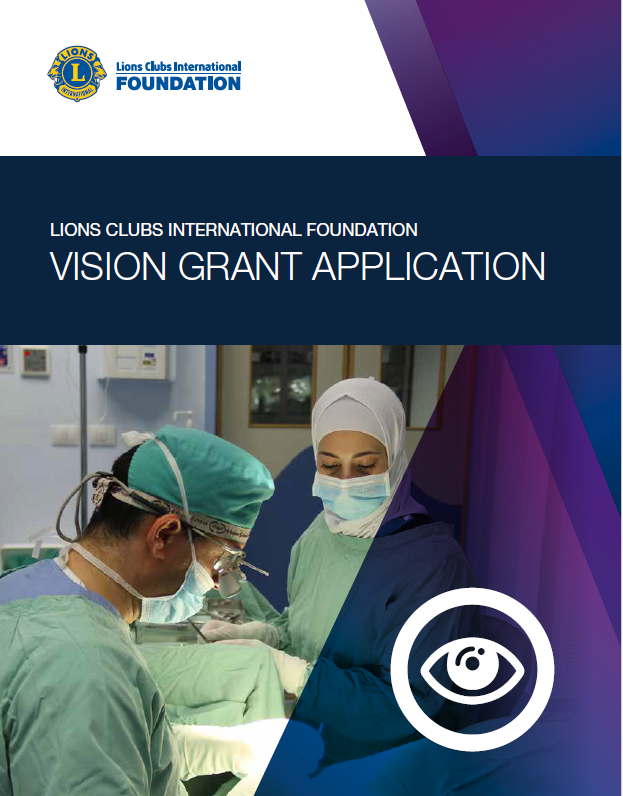 LIONS
L
INTERNATIONAL
Lions Clubs International
FOUNDATION
LIONS CLUBS INTERNATIONAL FOUNDATION
VISION GRANT APPLICATION